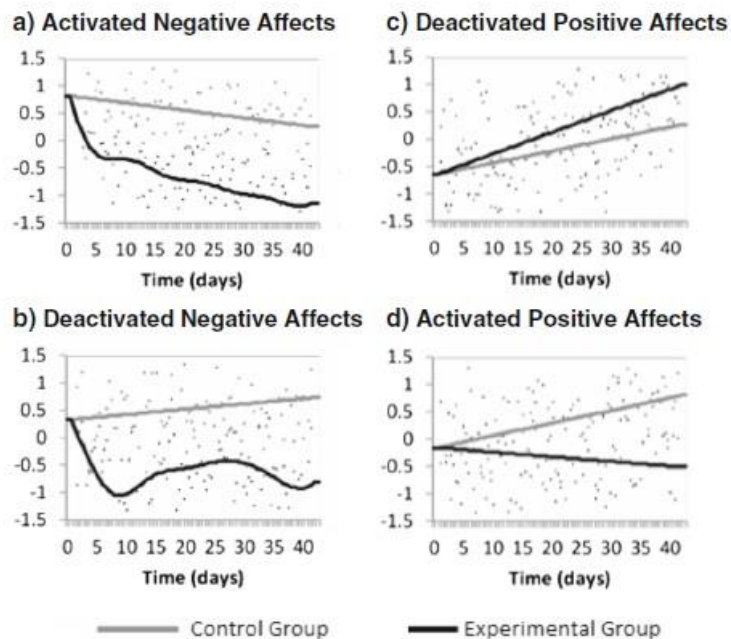 a) Activated Negative Affects
1.5
1
0.5
0
-0.5
-1
-1.5
0 5 10 15 20 25 30 35 40
Time (days)
c) Deactivated Positive Affects
1.5
1
0.5
0
-0.5
-1
-1.5
0 5 10 15 20 25 30 35 40
Time (days)
b) Deactivated Negative Affects
1.5
1
0.5
0
-0.5
-1
-1.5
0 5 10 15 20 25 30 35 40
Time (days)
d) Activated Positive Affects
1.5
1
0.5
0
-0.5
-1
-1.5
0 5 10 15 20 25 30 35 40
Time (days)
Control Group Experimental Group